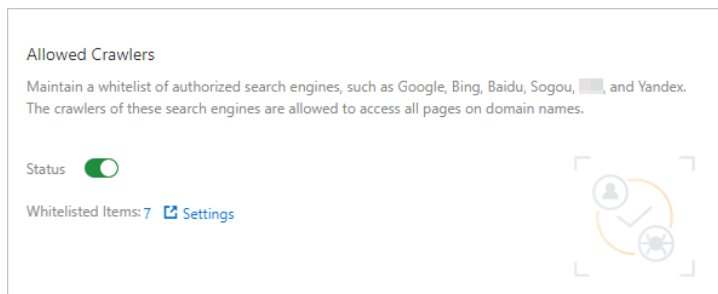 Allowed Crawlers
Maintain a whitelist of authorized search engines, such as Google, Bing, Baidu, Sogou, , and Yandex.
The crawlers of these search engines are allowed to access all pages on domain names.
Status
Whitelisted Items: 7 Settings